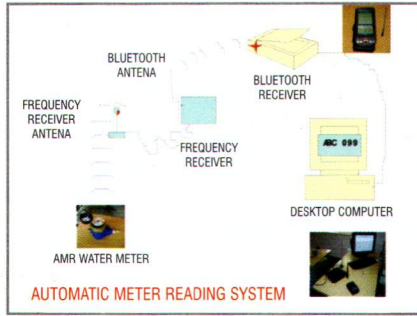 BLUETOOTH
ANTENA
BLUETOOTH
RECEIVER
FREQUENCY
RECEIVER
ANTENA
FREQUENCY
RECEIVER
ABC 099
DESKTOP COMPUTER
AMR WATER METER
AUTOMATIC METER READING SYSTEM